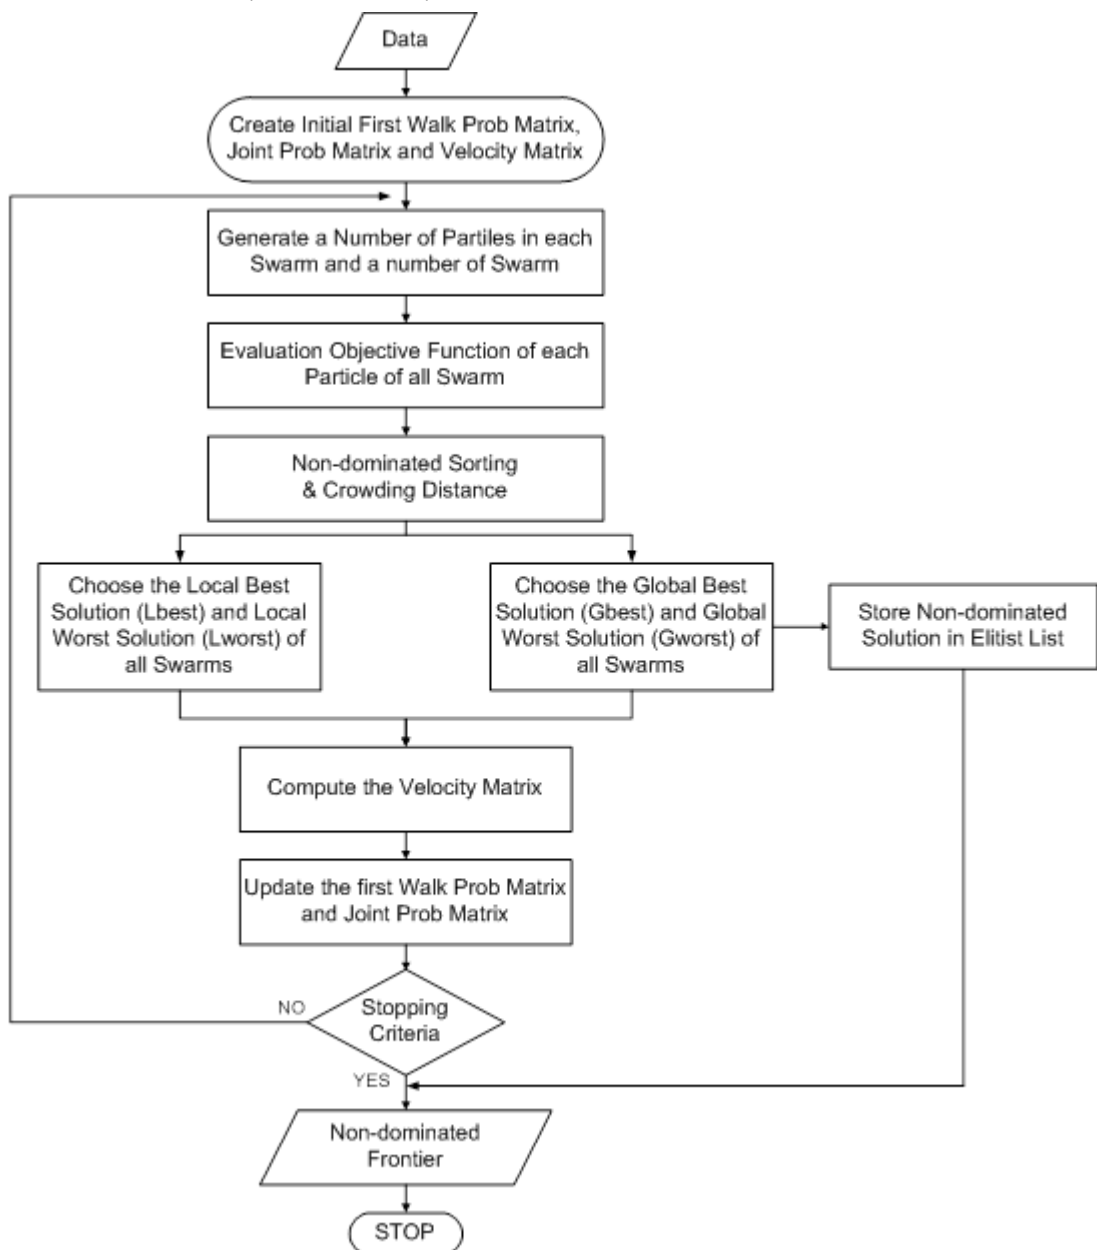 Data
Create Initial First Walk Prob Matrix,
Joint Prob Matrix and Velocity Matrix
Generate a Number of Partiles in each
Swarm and a number of Swarm
Evaluation Objective Function of each
Particle of all Swarm
Non-dominated Sorting
& Crowding Distance
Choose the Local Best
Solution (Lbest) and Local
Worst Solution (Lworst) of
all Swarms
Choose the Global Best
Solution (Gbest) and Global
Worst Solution (Gworst) of
all Swarms
Store Non-dominated
Solution in Elitist List
Compute the Velocity Matrix
Update the first Walk Prob Matrix
and Joint Prob Matrix
NO
Stopping
Criteria
YES
Non-dominated
Frontier
STOP